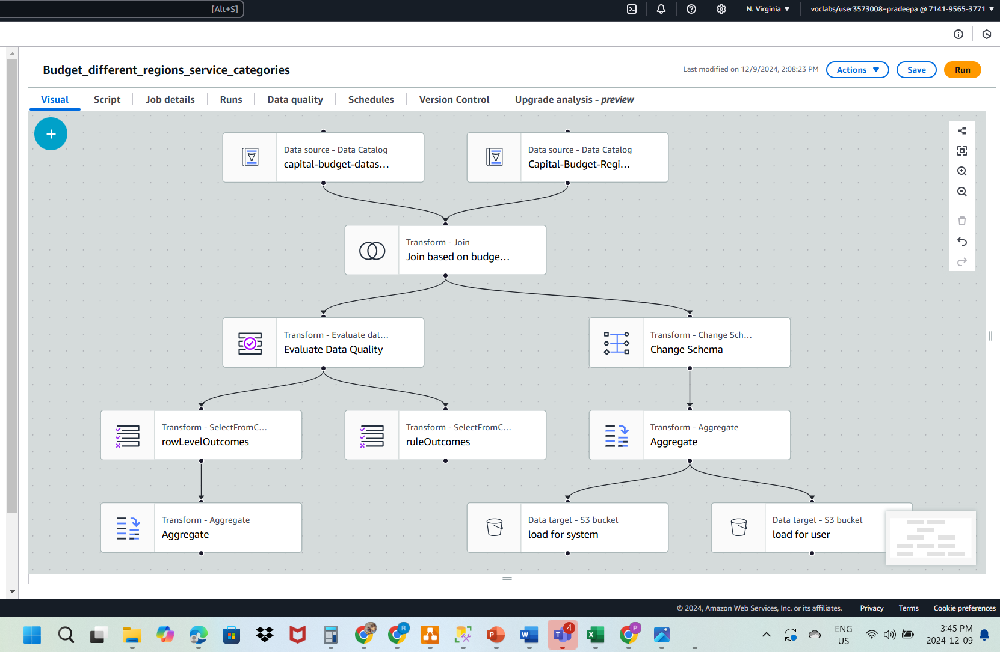 [Alt+S]
N. Virginia
voclabs/user3573008=pradeepa @ 7141-9565-3771
Budget_different_regions_service_categories
Last modified on 12/9/2024, 2:08:23 PM
Actions
Save
Run
Visual
Script
Job details
Runs
Data quality
Schedules
Version Control
Upgrade analysis - preview
+
Data source - Data Catalog
capital-budget-datas...
Data source - Data Catalog
Capital-Budget-Regi...
Transform - Join
Join based on budge...
Transform - Evaluate dat...
Evaluate Data Quality
Transform - Change Sch...
Change Schema
Transform - SelectFromC...
rowLevelOutcomes
Transform - SelectFromC...
ruleOutcomes
Transform - Aggregate
Aggregate
Transform - Aggregate
Aggregate
Data target - S3 bucket
load for system
Data target - S3 bucket
load for user
© 2024, Amazon Web Services, Inc. or its affiliates.
Privacy
Terms
Cookie preferences
R
P
W
T
4
X
P
ENG
US
3:45 PM
2024-12-09